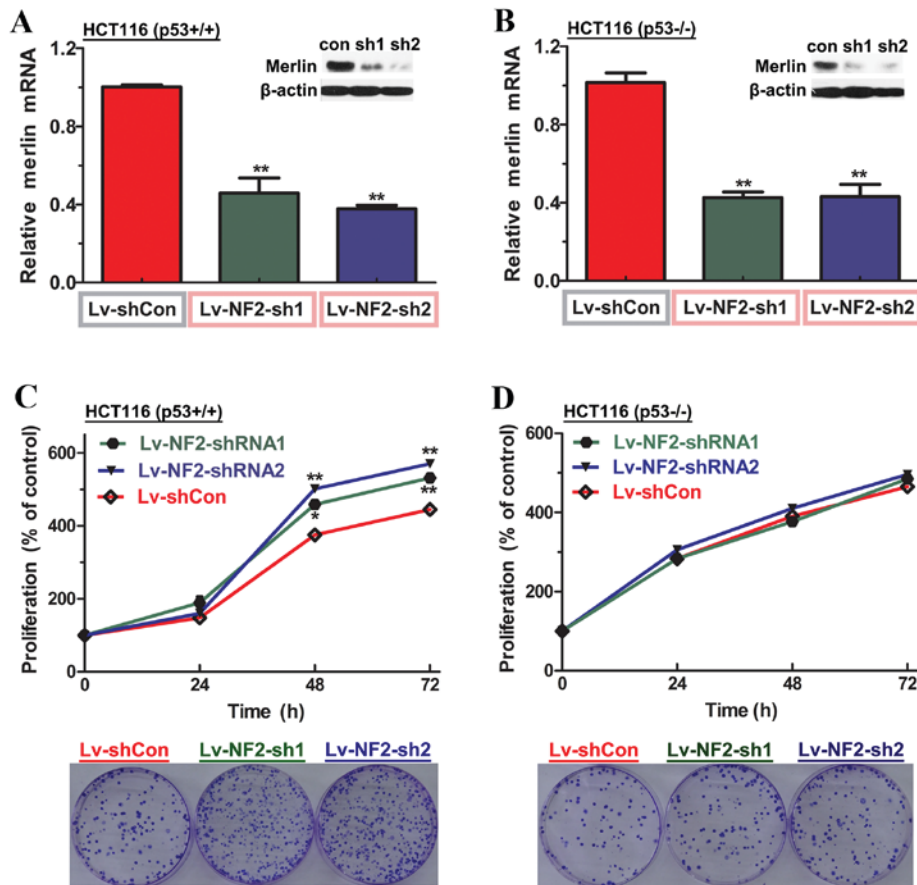 A
HCT116 (p53+/+)
Relative merlin mRNA
1.2
0.8
0.4
0.0
con sh1 sh2
Merlin
β-actin
**
**
Lv-shCon
Lv-NF2-sh1
Lv-NF2-sh2
B
HCT116 (p53-/-)
Relative merlin mRNA
1.2
0.8
0.4
0.0
con sh1 sh2
Merlin
β-actin
**
**
Lv-shCon
Lv-NF2-sh1
Lv-NF2-sh2
C
HCT116 (p53+/+)
Proliferation (% of control)
600
400
200
0
Lv-NF2-shRNA1
Lv-NF2-shRNA2
Lv-shCon
**
*
**
**
0 24 48 72
Time (h)
Lv-shCon Lv-NF2-sh1 Lv-NF2-sh2
D
HCT116 (p53-/-)
Proliferation (% of control)
600
400
200
0
Lv-NF2-shRNA1
Lv-NF2-shRNA2
Lv-shCon
0 24 48 72
Time (h)
Lv-shCon Lv-NF2-sh1 Lv-NF2-sh2